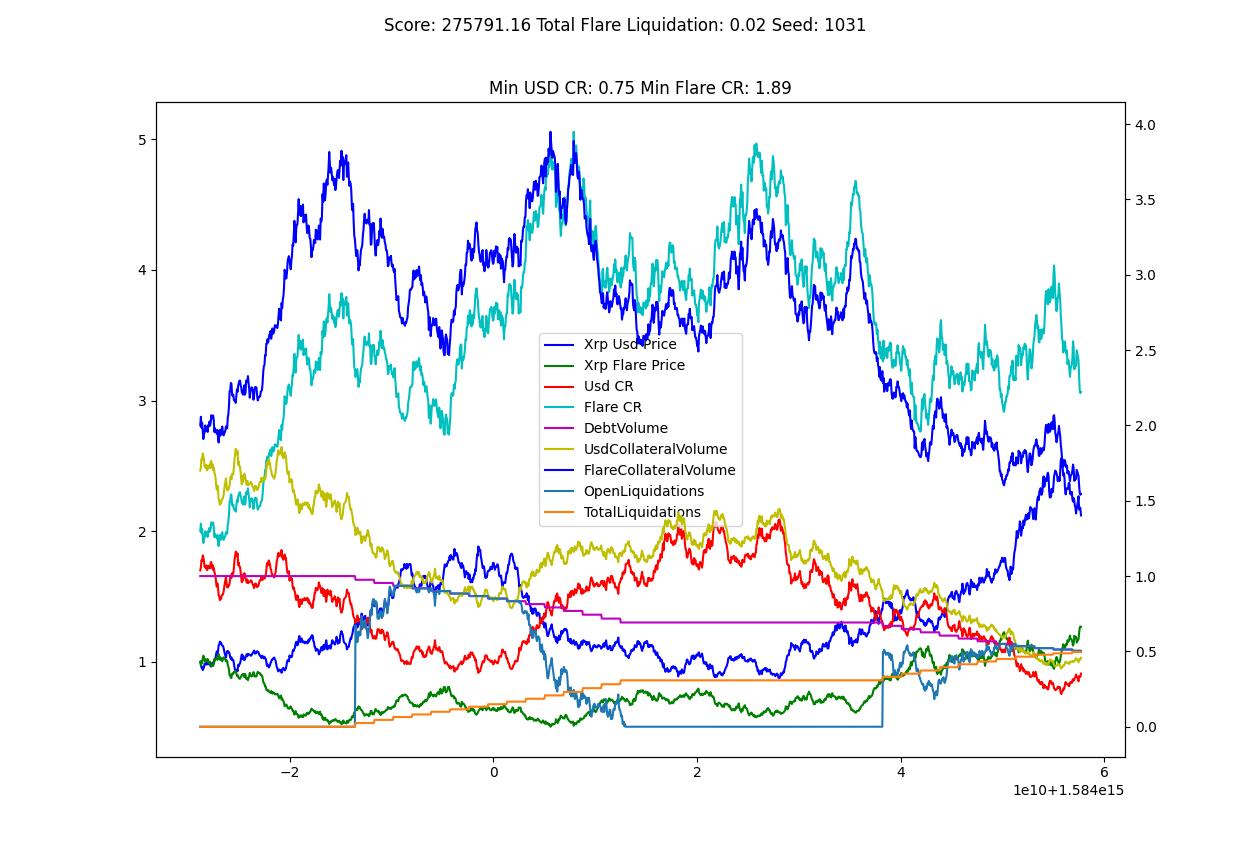 Score: 275791.16 Total Flare Liquidation: 0.02 Seed: 1031
Min USD CR: 0.75 Min Flare CR: 1.89
5
4
3
2
1
4.0
3.5
3.0
2.5
2.0
1.5
1.0
0.5
0.0
Xrp Usd Price
Xrp Flare Price
Usd CR
Flare CR
DebtVolume
UsdCollateralVolume
FlareCollateralVolume
OpenLiquidations
TotalLiquidations
−2 0 2 4 6
1e10+1.584e15